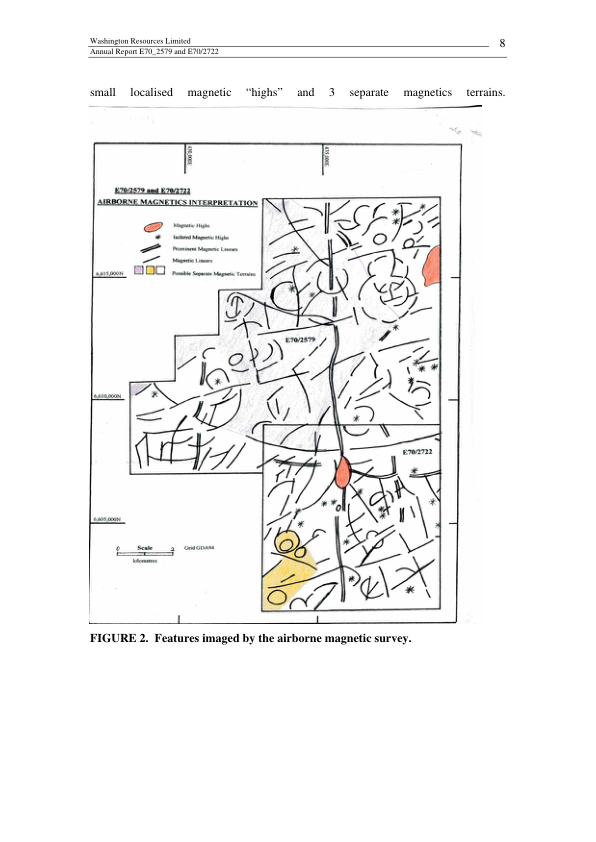 Washington Resources Limited
8
Annual Report E70_2579 and E70/2722
small localised magnetic “highs” and 3 separate magnetics terrains.
430,000E
435,000E
E70/2579 and E70/2722
AIRBORNE MAGNETICS INTERPRETATION
Magnetic Highs
Isolated Magnetic Highs
Prominent Magnetic Linears
Magnetic Linears
Possible Separate Magnetic Terrains
6,615,000N
E70/2579
6,610,000N
E70/2722
6,605,000N
0 Scale 2
Grid GDA94
kilometres
FIGURE 2. Features imaged by the airborne magnetic survey.